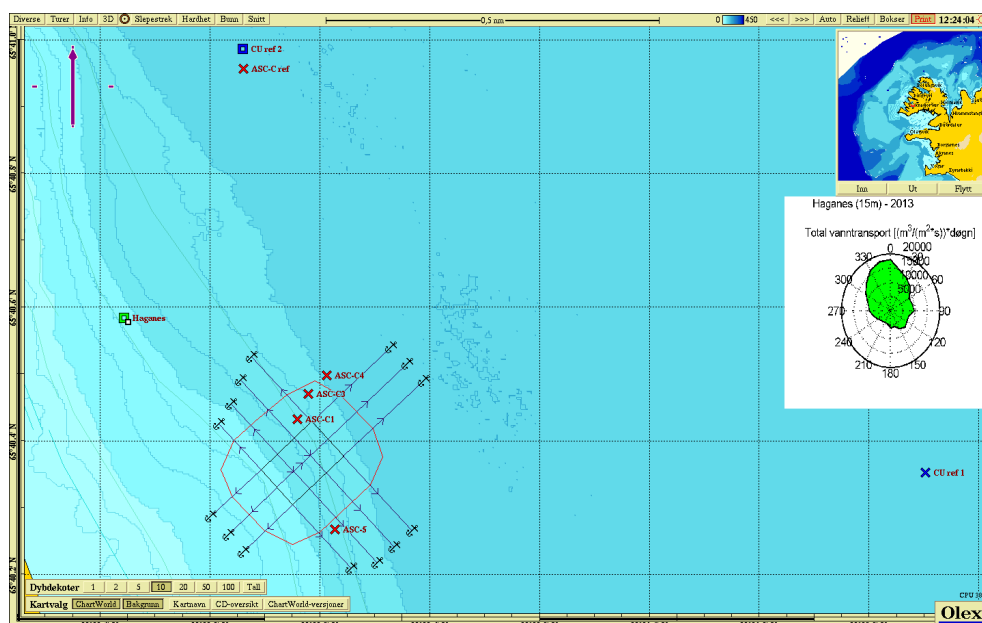 Diverse Turer Info 3D Slepestrek Hardhet Bunn Snitt 0,5 nm 0 450 <<< >>> Auto Relieff Bokser Print 12:24:04
65°41,0'
CU ref 2
ASC-C ref
65°40,8' N
Inn Ut Flytt
Haganes (15m) - 2013
Total vanntransport [(m³/(m²*s))*døgn]
0
20000
330 30
15000
300 10000 60
5000
270 90
240 120
210 150
180
65°40,6' N
Haganes
ASC-C4
ASC-C3
ASC-C1
65°40,4' N
CU ref 1
ASC-5
65°40,2' N
Dybdekoter 1 2 5 10 20 50 100 Tall
Kartvalg ChartWorld Bakgrunn Kartnavn CD-oversikt ChartWorld-versjoner
Olex